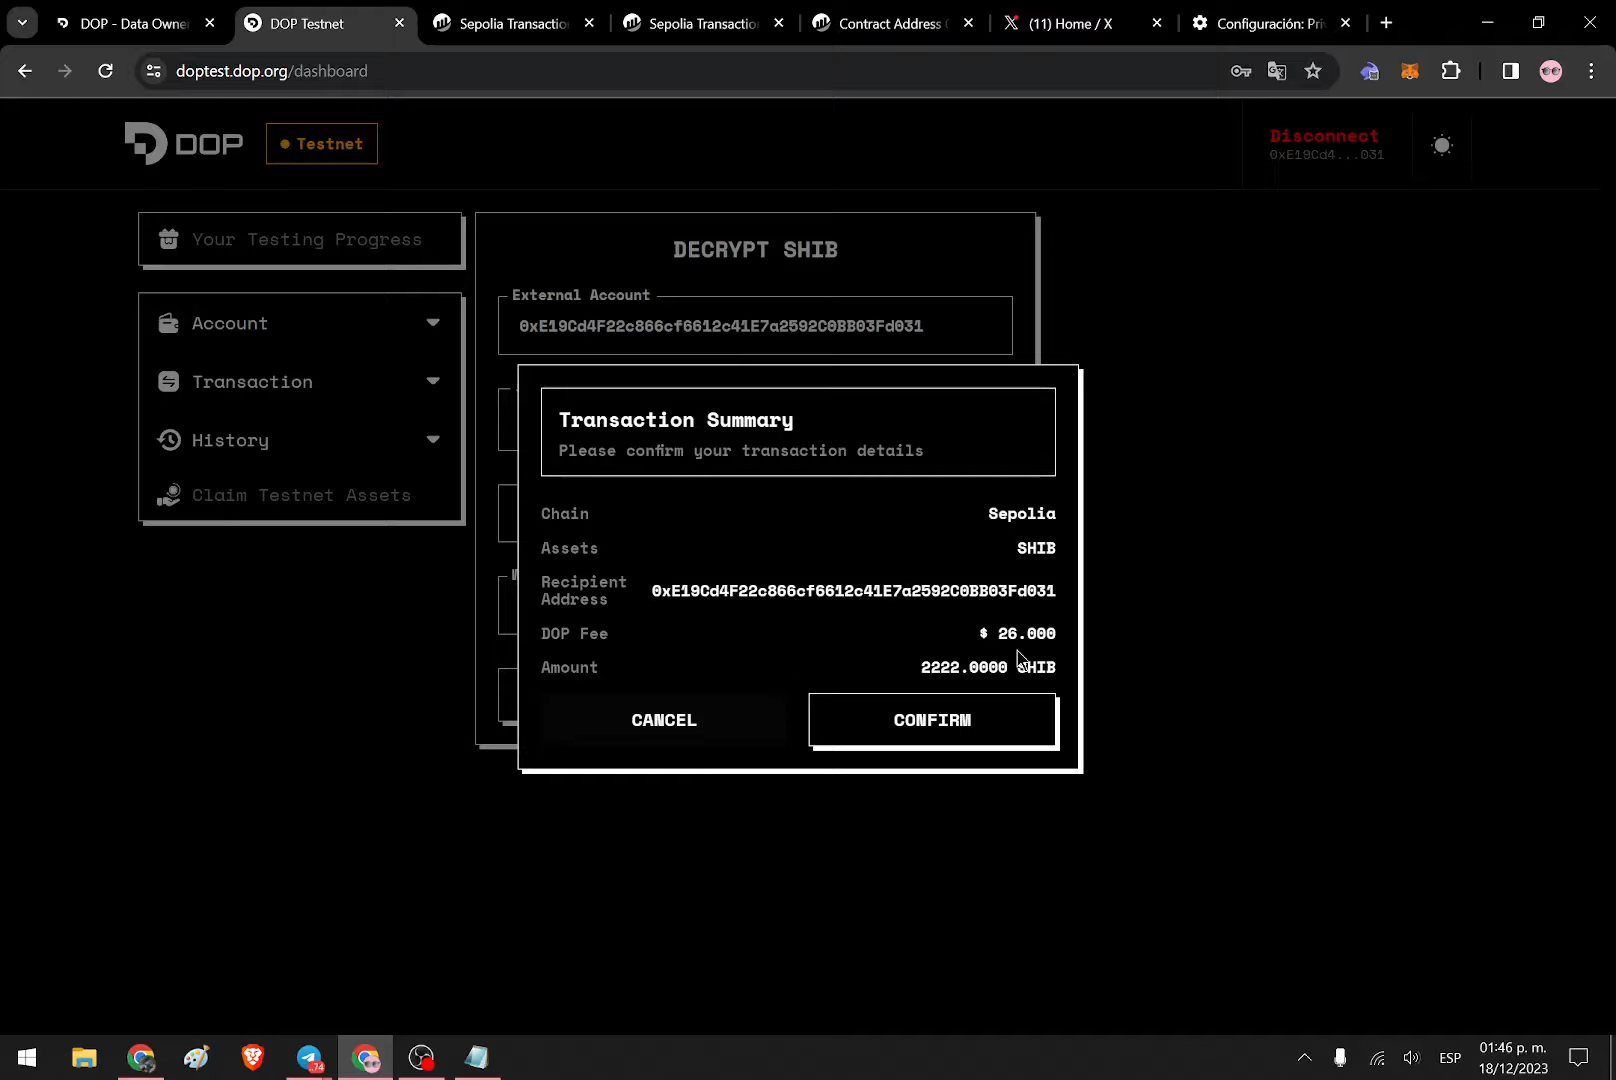 DOP - Data Owner
DOP Testnet
Sepolia Transactio
Sepolia Transactio
Contract Address
(11) Home / X
Configuración: Pri
doptest.dop.org/dashboard
DOP
Testnet
Disconnect
0xE19Cd4...031
Your Testing Progress
Account
Transaction
History
Claim Testnet Assets
DECRYPT SHIB
External Account
0xE19Cd4F22c866cf6612c41E7a2592C0BB03Fd031
Transaction Summary
Please confirm your transaction details
Chain Sepolia
Assets SHIB
Recipient
Address 0xE19Cd4F22c866cf6612c41E7a2592C0BB03Fd031
DOP Fee $ 26.000
Amount 2222.0000 SHIB
CANCEL CONFIRM
74
ESP
01:46 p. m.
18/12/2023